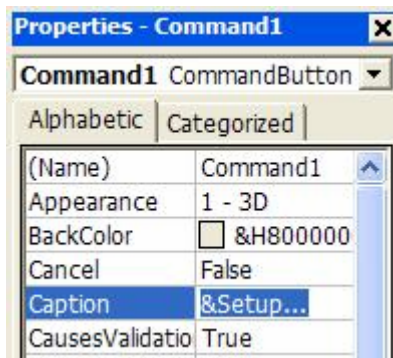 Properties - Command1
Command1 CommandButton
Alphabetic Categorized
(Name) Command1
Appearance 1 - 3D
BackColor &H800000
Cancel False
Caption &Setup...
CausesValidatio True